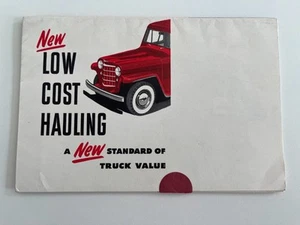 New
LOW
COST
HAULING
A New STANDARD OF
TRUCK VALUE